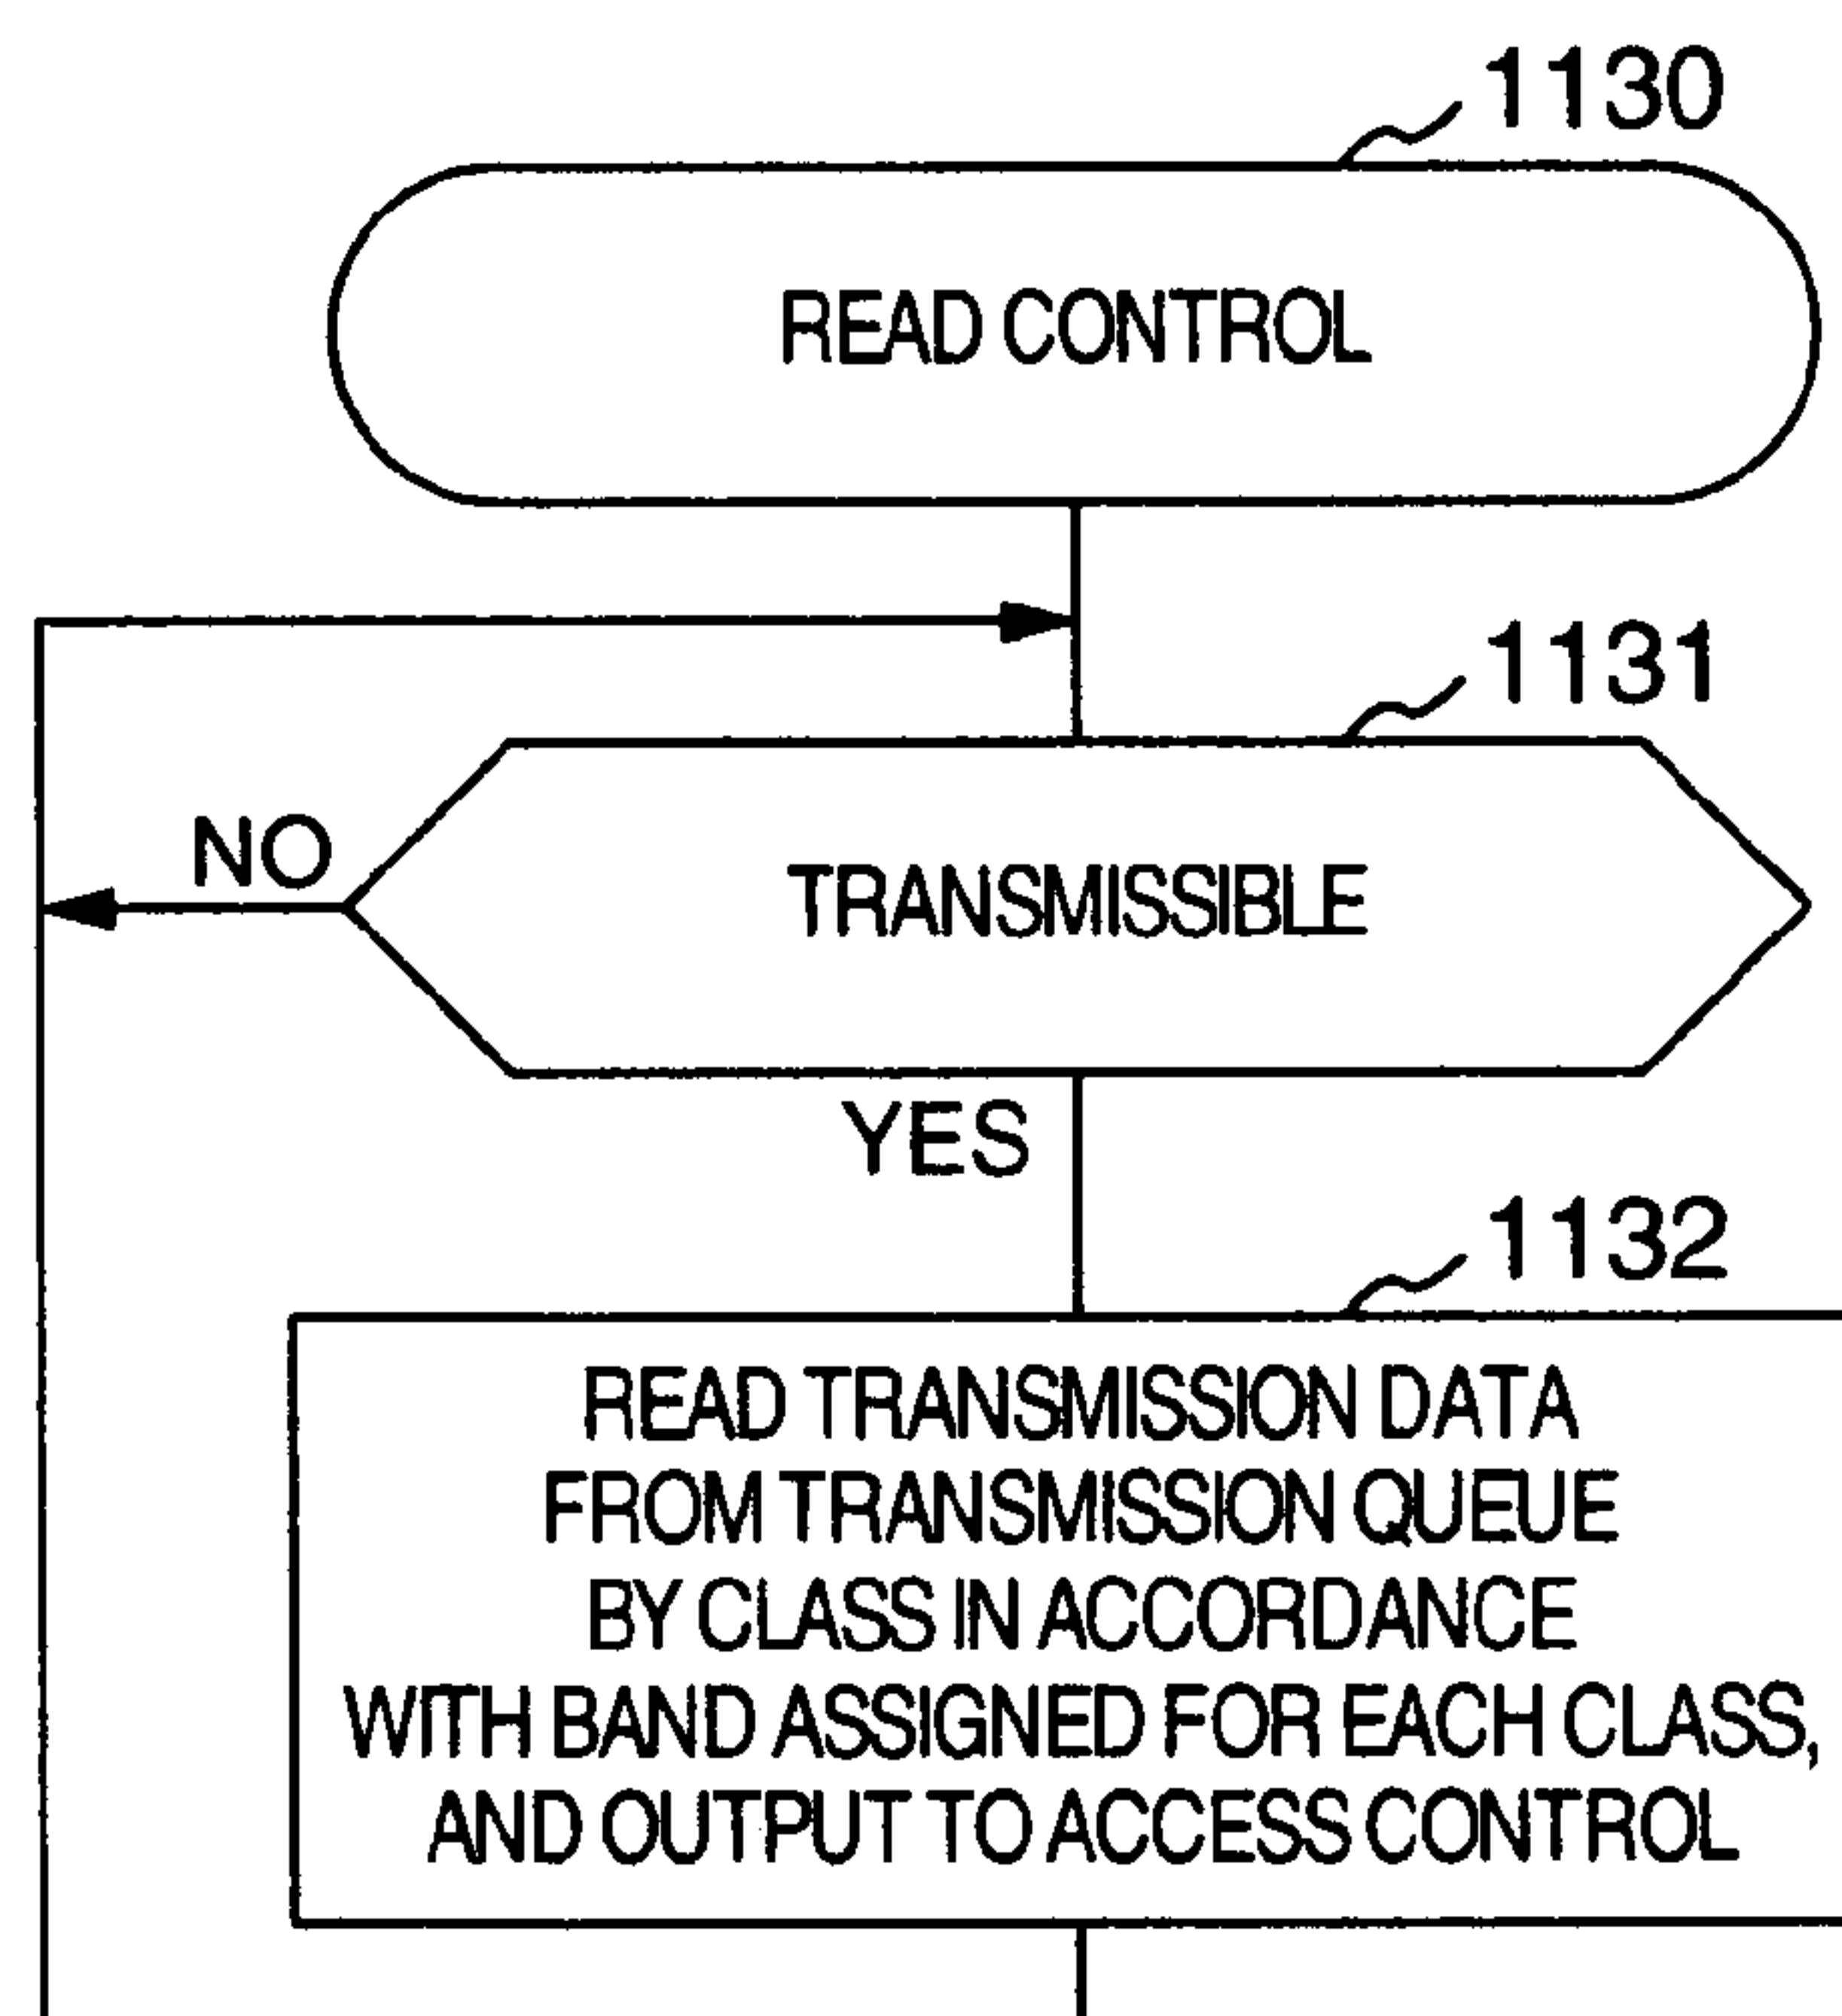 1130
READ CONTROL
1131
NO
TRANSMISSIBLE
YES
1132
READ TRANSMISSION DATA
FROM TRANSMISSION QUEUE
BY CLASS IN ACCORDANCE
WITH BAND ASSIGNED FOR EACH CLASS,
AND OUTPUT TO ACCESS CONTROL